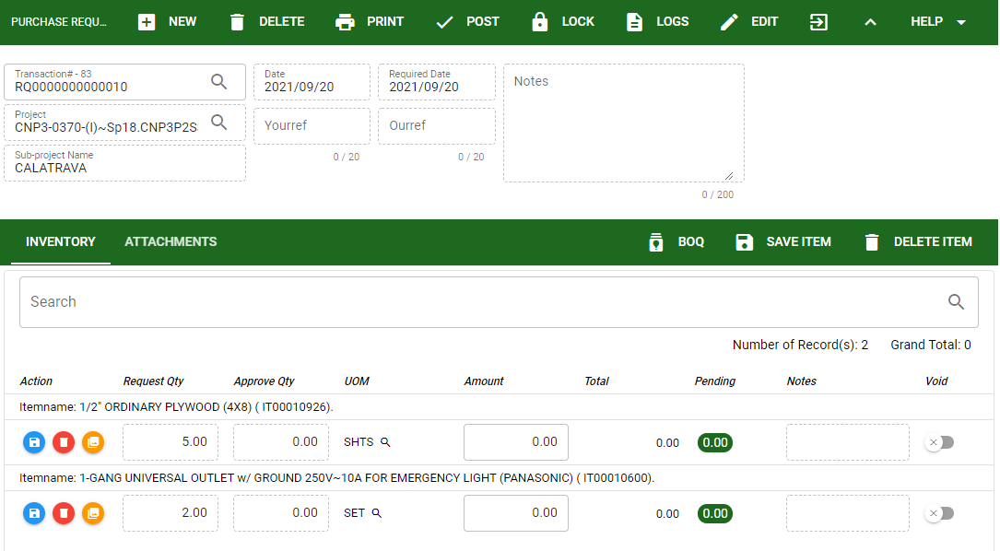 PURCHASE REQU... NEW DELETE PRINT POST LOCK LOGS EDIT HELP
Transaction# - 83
RQ0000000000010
Date
2021/09/20
Required Date
2021/09/20
Notes
Project
CNP3-0370-(I)~Sp18.CNP3P2S
Yourref
Ourref
0 / 20
0 / 20
Sub-project Name
CALATRAVA
0 / 200
INVENTORY ATTACHMENTS BOQ SAVE ITEM DELETE ITEM
Search
Number of Record(s): 2 Grand Total: 0
Action Request Qty Approve Qty UOM Amount Total Pending Notes Void
Itemname: 1/2" ORDINARY PLYWOOD (4X8) ( IT00010926).
5.00 0.00 SHTS 0.00 0.00 0.00
Itemname: 1-GANG UNIVERSAL OUTLET w/ GROUND 250V~10A FOR EMERGENCY LIGHT (PANASONIC) ( IT00010600).
2.00 0.00 SET 0.00 0.00 0.00